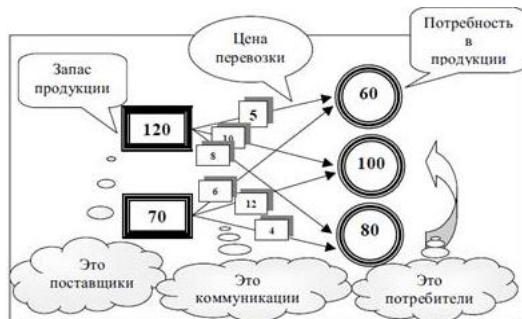 Цена
перевозки
Потребность
в
продукции
Запас
продукции
120
70
5
10
8
6
12
4
60
100
80
Это
поставщики
Это
коммуникации
Это
потребители